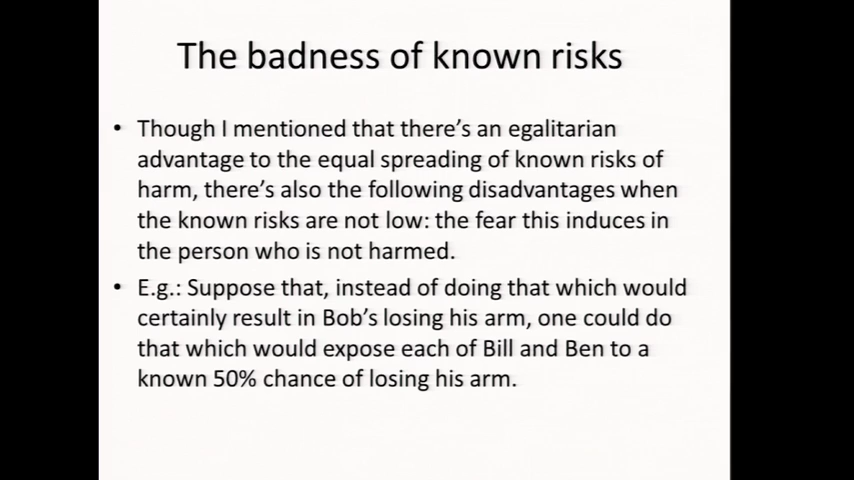 The badness of known risks
• Though I mentioned that there's an egalitarian
advantage to the equal spreading of known risks of
harm, there's also the following disadvantages when
the known risks are not low: the fear this induces in
the person who is not harmed.
• E.g.: Suppose that, instead of doing that which would
certainly result in Bob's losing his arm, one could do
that which would expose each of Bill and Ben to a
known 50% chance of losing his arm.